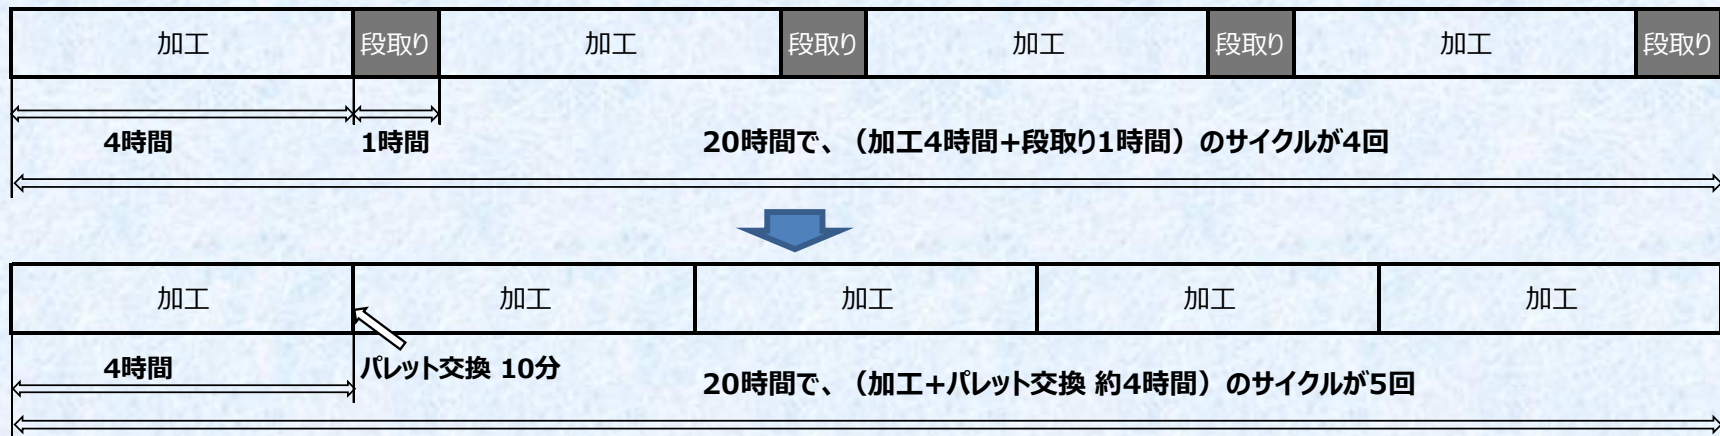 加工 段取り 加工 段取り 加工 段取り 加工 段取り
4時間 1時間 20時間で、（加工4時間+段取り1時間）のサイクルが4回
加工 加工 加工 加工 加工
4時間 パレット交換 10分 20時間で、（加工+パレット交換 約4時間）のサイクルが5回